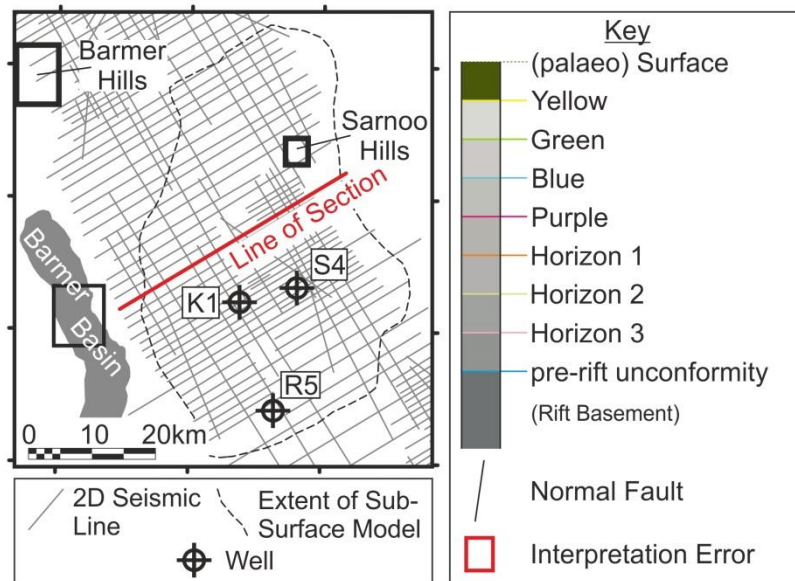 Barmer
Hills
Sarnoo
Hills
Line of Section
S4
K1
Barmer
Basin
R5
0 10 20km
2D Seismic
Line
Extent of Sub-
Surface Model
Well
Key
(palaeo) Surface
Yellow
Green
Blue
Purple
Horizon 1
Horizon 2
Horizon 3
pre-rift unconformity
(Rift Basement)
Normal Fault
Interpretation Error